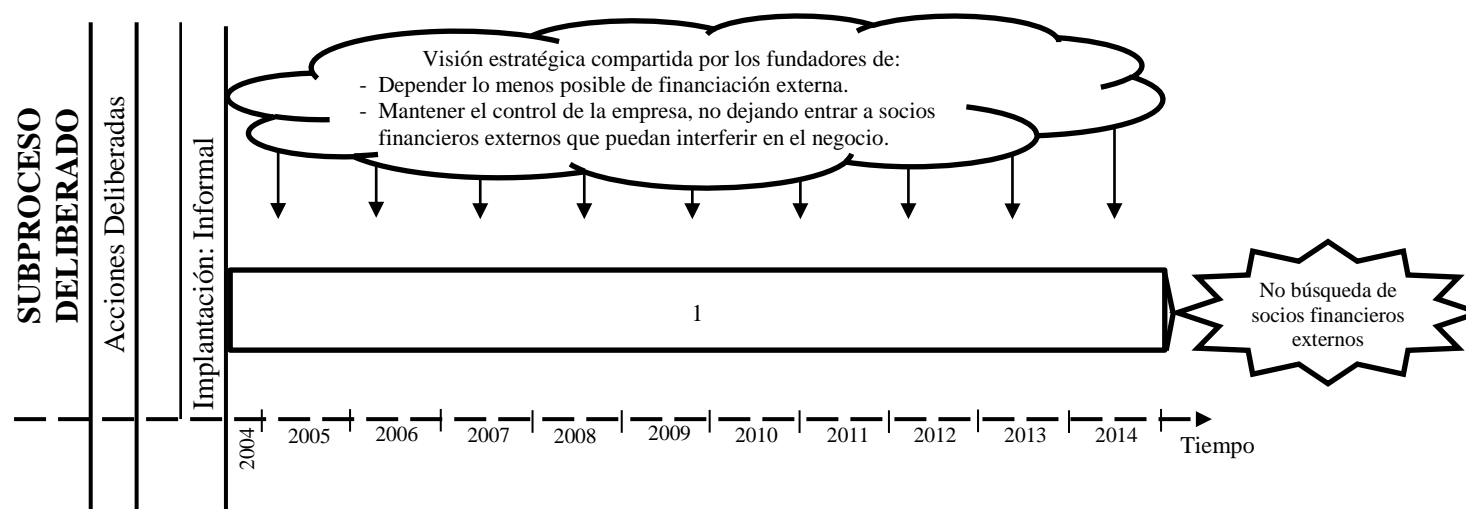 SUBPROCESO
DELIBERADO
Acciones Deliberadas
Implantación: Informal
Visión estratégica compartida por los fundadores de:
- Depender lo menos posible de financiación externa.
- Mantener el control de la empresa, no dejando entrar a socios
financieros externos que puedan interferir en el negocio.
1
No búsqueda de
socios financieros
externos
2004
2005
2006
2007
2008
2009
2010
2011
2012
2013
2014
Tiempo